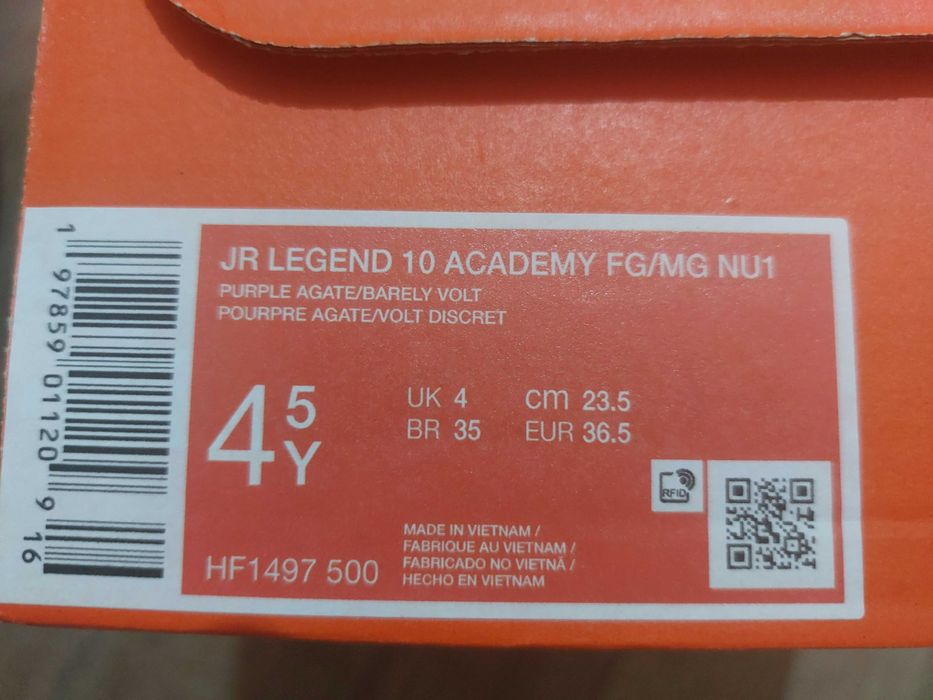 JR LEGEND 10 ACADEMY FG/MG NU1
PURPLE AGATE/BARELY VOLT
POURPRE AGATE/VOLT DISCRET
4 5 Y
UK 4 CM 23.5
BR 35 EUR 36.5
RFID
MADE IN VIETNAM /
FABRIQUE AU VIETNAM /
FABRICADO NO VIETNÃ /
HECHO EN VIETNAM
HF1497 500
1 97859 01120 9 16